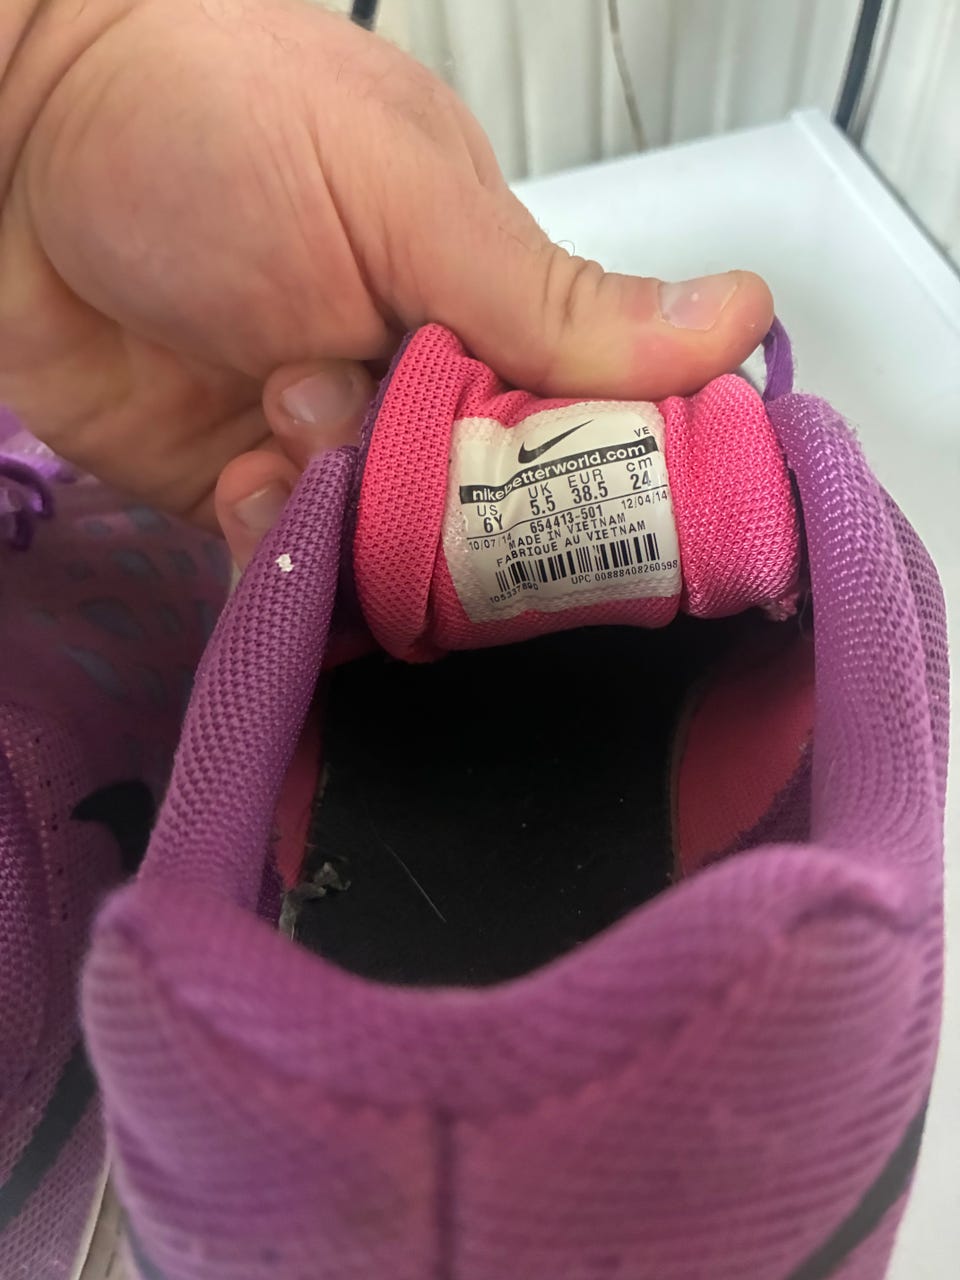 VE
nikebetterworld.com
US UK EUR cm
6Y 5.5 38.5 24
654413-501
10/07/14 12/04/14
MADE IN VIETNAM
FABRIQUE AU VIETNAM
UPC 00888408260598